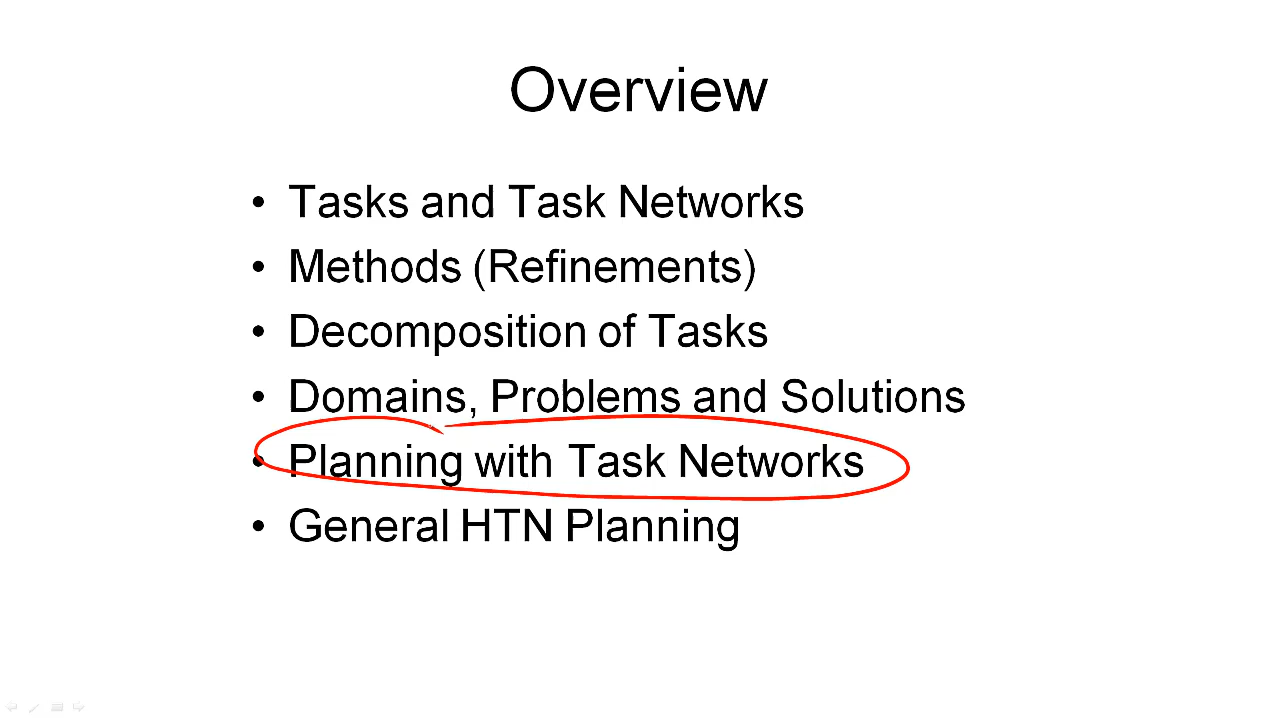 Overview
• Tasks and Task Networks
• Methods (Refinements)
• Decomposition of Tasks
• Domains, Problems and Solutions
• Planning with Task Networks
• General HTN Planning